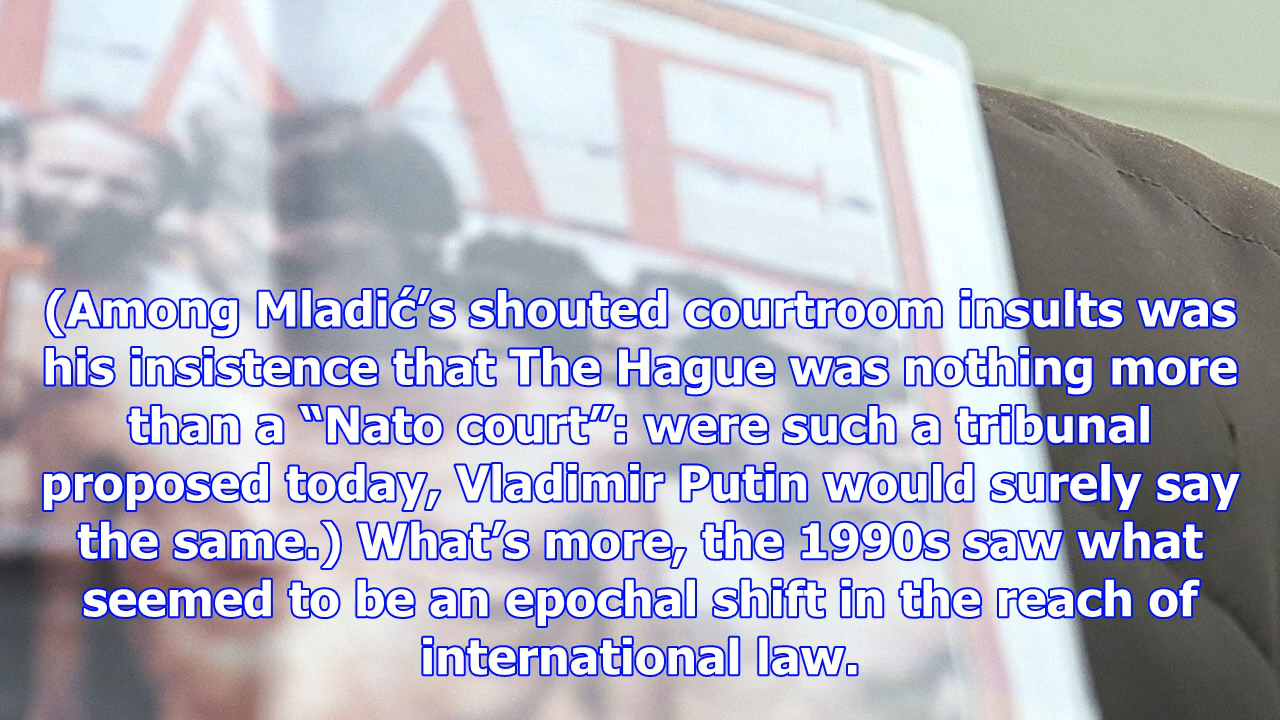 TIME
(Among Mladić’s shouted courtroom insults was
his insistence that The Hague was nothing more
than a “Nato court”: were such a tribunal
proposed today, Vladimir Putin would surely say
the same.) What’s more, the 1990s saw what
seemed to be an epochal shift in the reach of
international law.